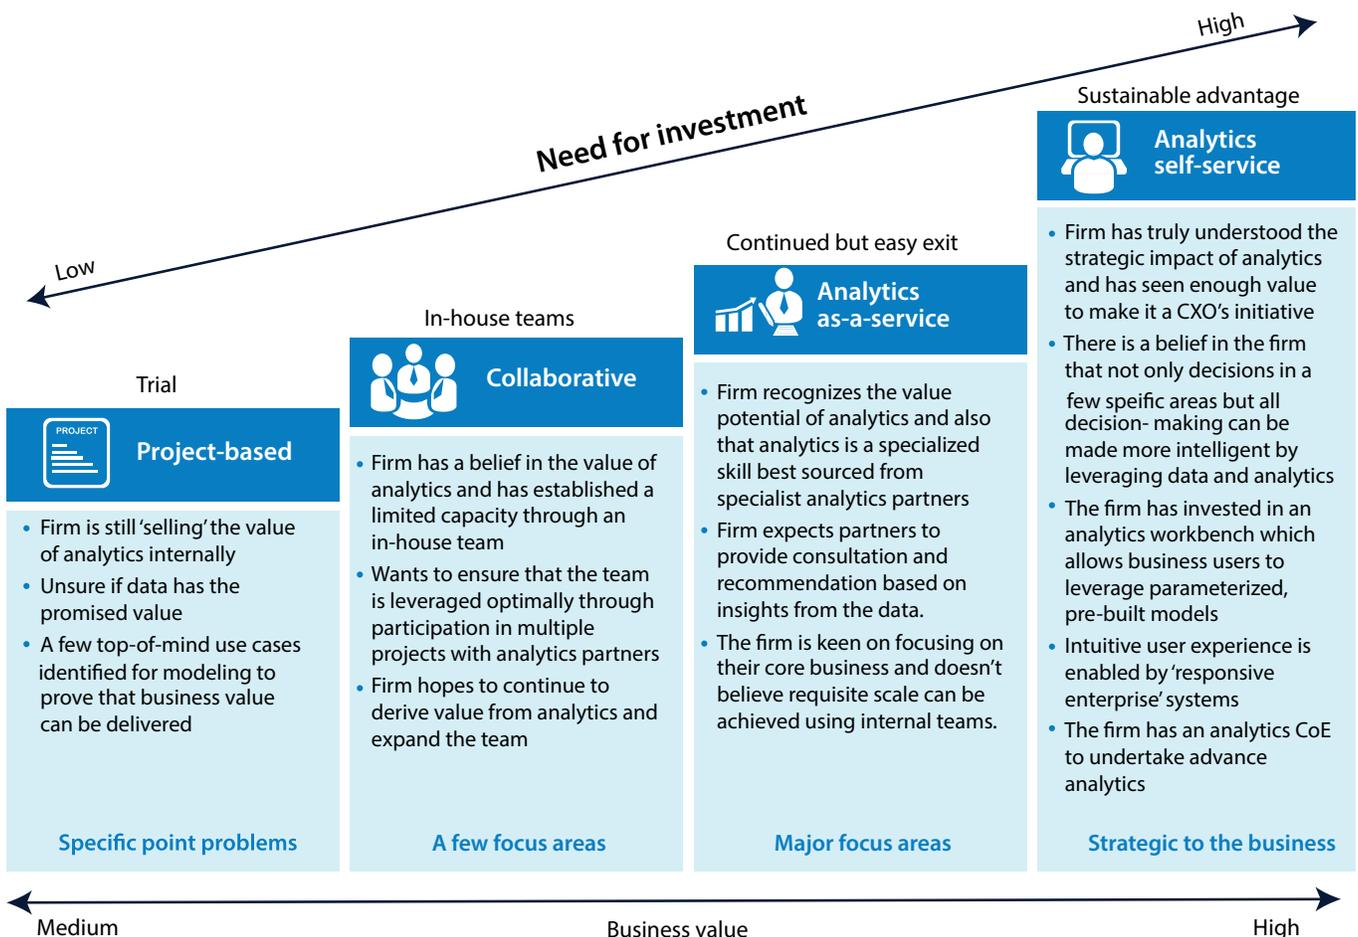 High
Need for investment
Low
Trial
PROJECT
Project-based
• Firm is still ‘selling’ the value
of analytics internally
• Unsure if data has the
promised value
• A few top-of-mind use cases
identified for modeling to
prove that business value
can be delivered
Specific point problems
In-house teams
Collaborative
• Firm has a belief in the value of
analytics and has established a
limited capacity through an
in-house team
• Wants to ensure that the team
is leveraged optimally through
participation in multiple
projects with analytics partners
• Firm hopes to continue to
derive value from analytics and
expand the team
A few focus areas
Continued but easy exit
Analytics
as-a-service
• Firm recognizes the value
potential of analytics and also
that analytics is a specialized
skill best sourced from
specialist analytics partners
• Firm expects partners to
provide consultation and
recommendation based on
insights from the data.
• The firm is keen on focusing on
their core business and doesn’t
believe requisite scale can be
achieved using internal teams.
Major focus areas
Sustainable advantage
Analytics
self-service
• Firm has truly understood the
strategic impact of analytics
and has seen enough value
to make it a CXO’s initiative
• There is a belief in the firm
that not only decisions in a
few speific areas but all
decision- making can be
made more intelligent by
leveraging data and analytics
• The firm has invested in an
analytics workbench which
allows business users to
leverage parameterized,
pre-built models
• Intuitive user experience is
enabled by ‘responsive
enterprise’ systems
• The firm has an analytics CoE
to undertake advance
analytics
Strategic to the business
Medium
Business value
High